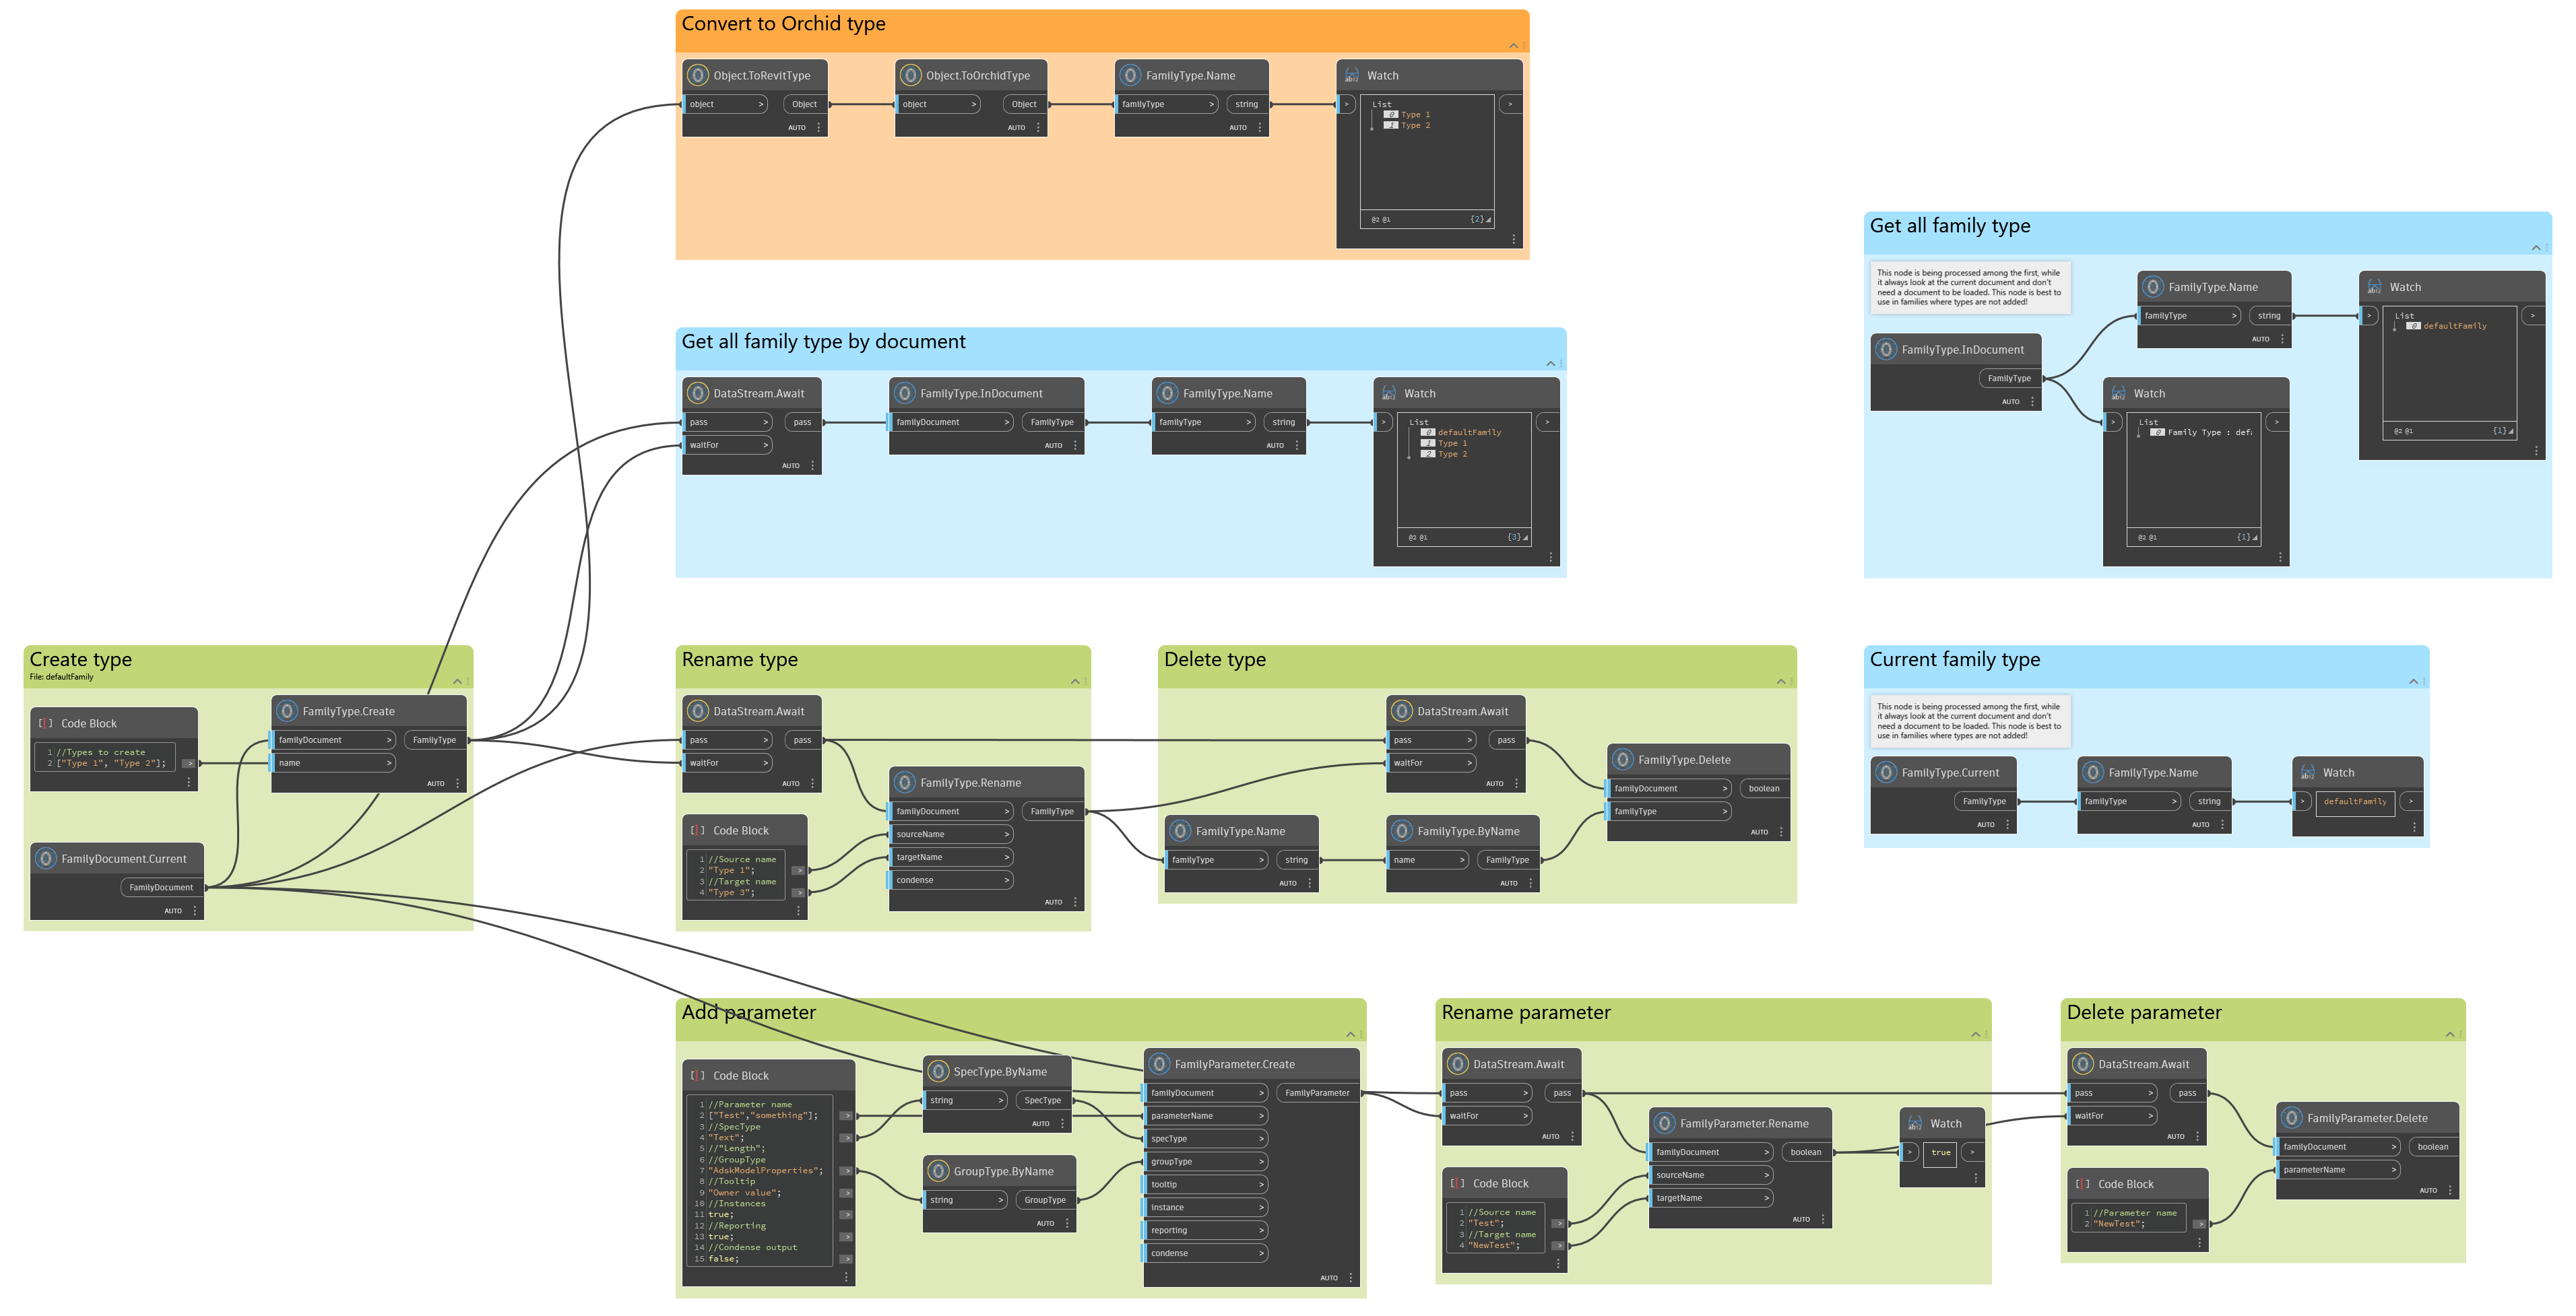 Convert to Orchid type
Object.ToRevitType
object >
Object
AUTO
Object.ToOrchidType
object >
Object
AUTO
FamilyType.Name
familyType >
string
AUTO
Watch
>
>
List
0 Type 1
1 Type 2
@2 @1 {2}
Get all family type by document
DataStream.Await
pass >
pass
waitFor >
AUTO
FamilyType.InDocument
familyDocument >
FamilyType
AUTO
FamilyType.Name
familyType >
string
AUTO
Watch
>
>
List
0 defaultFamily
1 Type 1
2 Type 2
@2 @1 {3}
Get all family type
This node is being processed among the first, while
it always look at the current document and don't
need a document to be loaded. This node is best to
use in families where types are not added!
FamilyType.InDocument
FamilyType
AUTO
FamilyType.Name
familyType >
string
AUTO
Watch
>
>
List
0 defaultFamily
@2 @1 {1}
Watch
>
>
List
0 Family Type : defa
@2 @1 {1}
Create type
File: defaultFamily
Code Block
1 //Types to create
2 ["Type 1", "Type 2"];
>
FamilyType.Create
familyDocument >
FamilyType
name >
AUTO
FamilyDocument.Current
FamilyDocument
AUTO
Rename type
DataStream.Await
pass >
pass
waitFor >
AUTO
Code Block
1 //Source name
2 "Type 1";
3 //Target name
4 "Type 3";
>
>
FamilyType.Rename
familyDocument >
FamilyType
sourceName >
targetName >
condense >
AUTO
Delete type
DataStream.Await
pass >
pass
waitFor >
AUTO
FamilyType.Name
familyType >
string
AUTO
FamilyType.ByName
name >
FamilyType
AUTO
FamilyType.Delete
familyDocument >
boolean
familyType >
AUTO
Current family type
This node is being processed among the first, while
it always look at the current document and don't
need a document to be loaded. This node is best to
use in families where types are not added!
FamilyType.Current
FamilyType
AUTO
FamilyType.Name
familyType >
string
AUTO
Watch
>
defaultFamily
>
Add parameter
Code Block
1 //Parameter name
2 ["Test","something"];
3 //SpecType
4 "Text";
5 //"Length";
6 //GroupType
7 "AdskModelProperties";
8 //Tooltip
9 "Owner value";
10 //Instances
11 true;
12 //Reporting
13 true;
14 //Condense output
15 false;
>
>
>
>
>
>
>
SpecType.ByName
string >
SpecType
AUTO
GroupType.ByName
string >
GroupType
AUTO
FamilyParameter.Create
familyDocument >
FamilyParameter
parameterName >
specType >
groupType >
tooltip >
instance >
reporting >
condense >
AUTO
Rename parameter
DataStream.Await
pass >
pass
waitFor >
AUTO
Code Block
1 //Source name
2 "Test";
3 //Target name
4 "NewTest";
>
>
FamilyParameter.Rename
familyDocument >
boolean
sourceName >
targetName >
AUTO
Watch
>
true
>
Delete parameter
DataStream.Await
pass >
pass
waitFor >
AUTO
Code Block
1 //Parameter name
2 "NewTest";
>
FamilyParameter.Delete
familyDocument >
boolean
parameterName >
AUTO